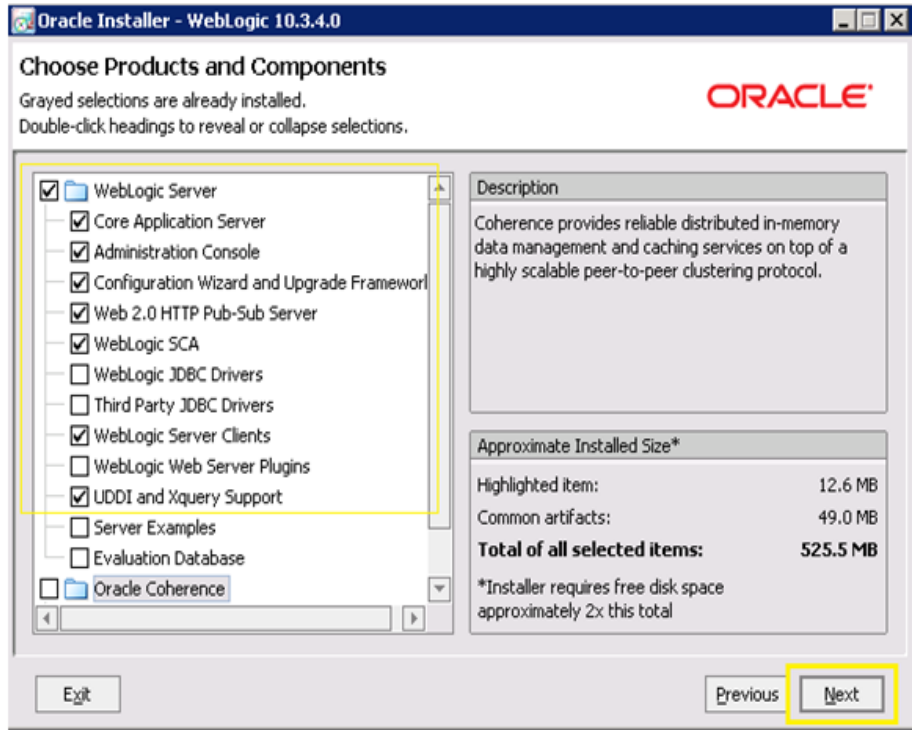 Oracle Installer - WebLogic 10.3.4.0
Choose Products and Components
Grayed selections are already installed.
Double-click headings to reveal or collapse selections.
ORACLE
WebLogic Server
Core Application Server
Administration Console
Configuration Wizard and Upgrade Framework
Web 2.0 HTTP Pub-Sub Server
WebLogic SCA
WebLogic JDBC Drivers
Third Party JDBC Drivers
WebLogic Server Clients
WebLogic Web Server Plugins
UDDI and Xquery Support
Server Examples
Evaluation Database
Oracle Coherence
Description
Coherence provides reliable distributed in-memory
data management and caching services on top of a
highly scalable peer-to-peer clustering protocol.
Approximate Installed Size*
Highlighted item: 12.6 MB
Common artifacts: 49.0 MB
Total of all selected items: 525.5 MB
*Installer requires free disk space
approximately 2x this total
Exit
Previous
Next